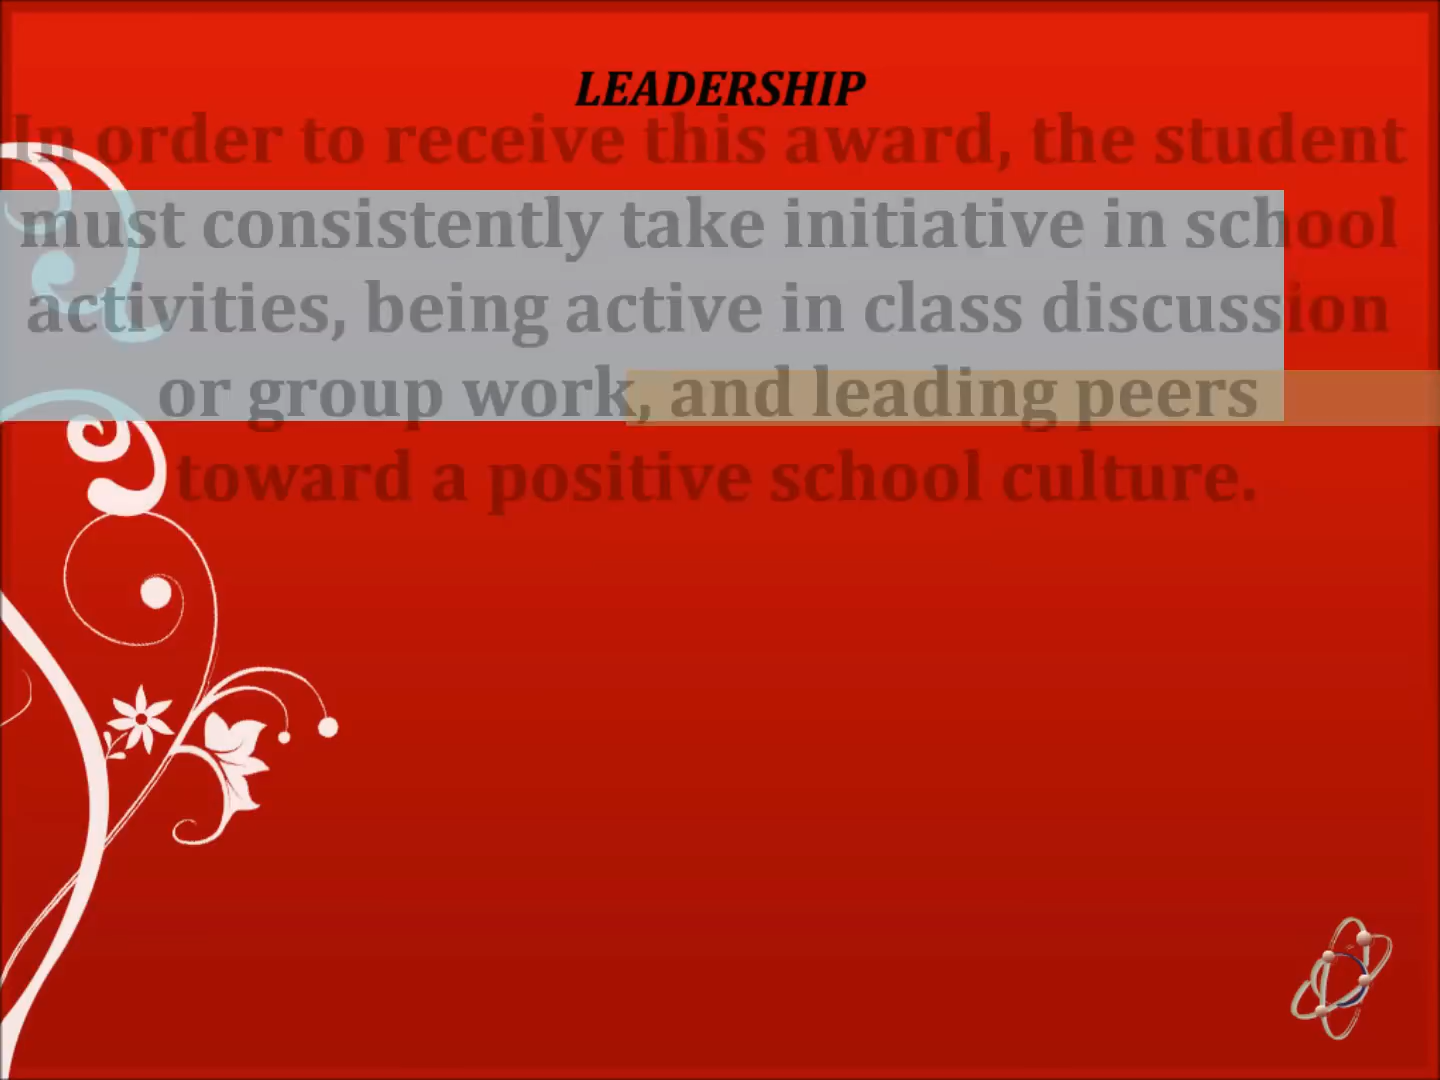 LEADERSHIP
In order to receive this award, the student
must consistently take initiative in school
activities, being active in class discussion
or group work, and leading peers
toward a positive school culture.